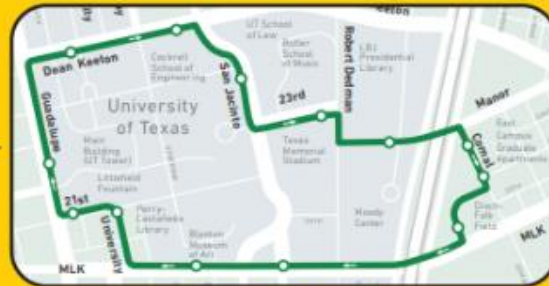 UT School
of Law
Dean Keeton
Cockrell
School of
Engineering
San Jacinto
Butler
School
of Music
Robert Dedman
LBJ
Presidential
Library
23rd
Manor
Guadalupe
University
of Texas
Main
Building
(UT Tower)
Texas
Memorial
Stadium
Comal
East
Campus
Graduate
Apartments
Littlefield
Fountain
21st
University
Perry-
Castañeda
Library
Blanton
Museum
of Art
Moody
Center
Disch-
Falk
Field
MLK
MLK